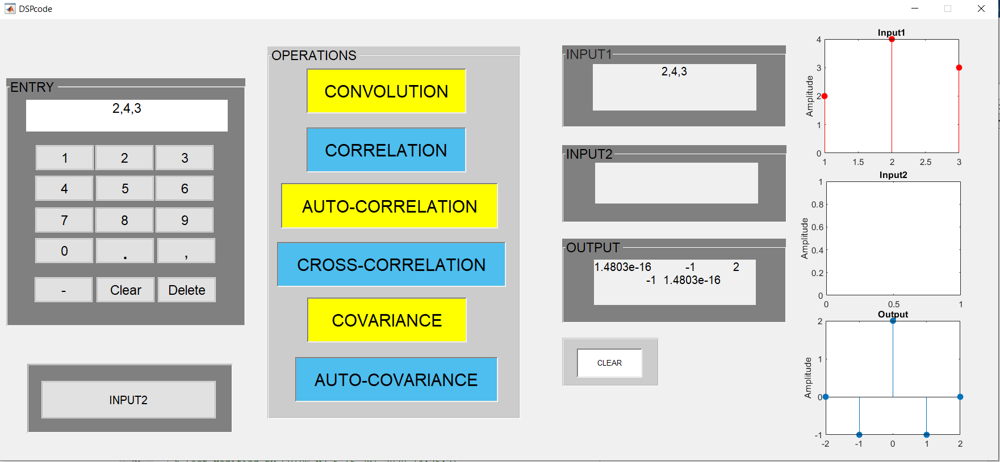 DSPcode
ENTRY
2,4,3
1 2 3
4 5 6
7 8 9
0 . ,
- Clear Delete
INPUT2
OPERATIONS
CONVOLUTION
CORRELATION
AUTO-CORRELATION
CROSS-CORRELATION
COVARIANCE
AUTO-COVARIANCE
INPUT1
2,4,3
INPUT2
OUTPUT
1.4803e-16 -1 2
-1 1.4803e-16
CLEAR
Input1
Amplitude
4
3
2
1
0
1 1.5 2 2.5 3
Input2
Amplitude
1
0.8
0.6
0.4
0.2
0
0 0.5 1
Output
Amplitude
2
1
0
-1
-2 -1 0 1 2